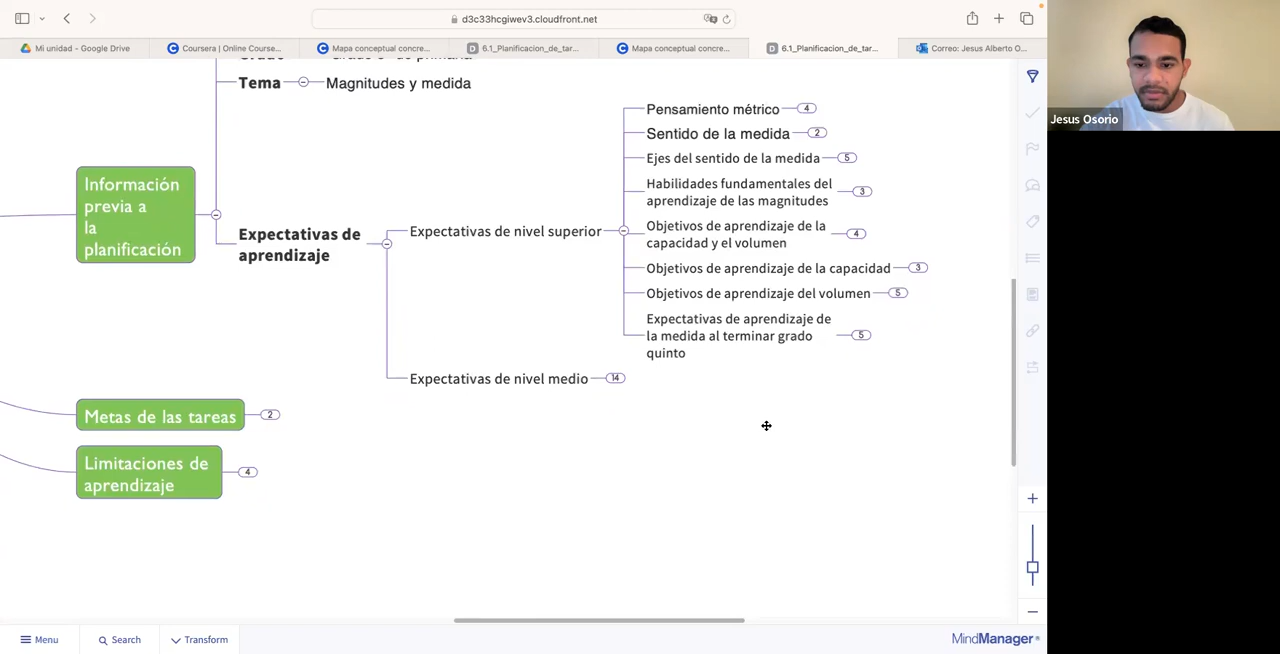 d3c33hcgiwev3.cloudfront.net
Mi unidad - Google Drive
Coursera | Online Course...
Mapa conceptual concre...
6.1_Planificacion_de_tar...
Mapa conceptual concre...
6.1_Planificacion_de_tar...
Correo: Jesus Alberto O...
Tema
Magnitudes y medida
Información
previa a
la
planificación
Expectativas de
aprendizaje
Expectativas de nivel superior
Pensamiento métrico
4
Sentido de la medida
2
Ejes del sentido de la medida
5
Habilidades fundamentales del
aprendizaje de las magnitudes
3
Objetivos de aprendizaje de la
capacidad y el volumen
4
Objetivos de aprendizaje de la capacidad
3
Objetivos de aprendizaje del volumen
5
Expectativas de aprendizaje de
la medida al terminar grado
quinto
5
Expectativas de nivel medio
14
Metas de las tareas
2
Limitaciones de
aprendizaje
4
Menu
Search
Transform
MindManager
Jesus Osorio